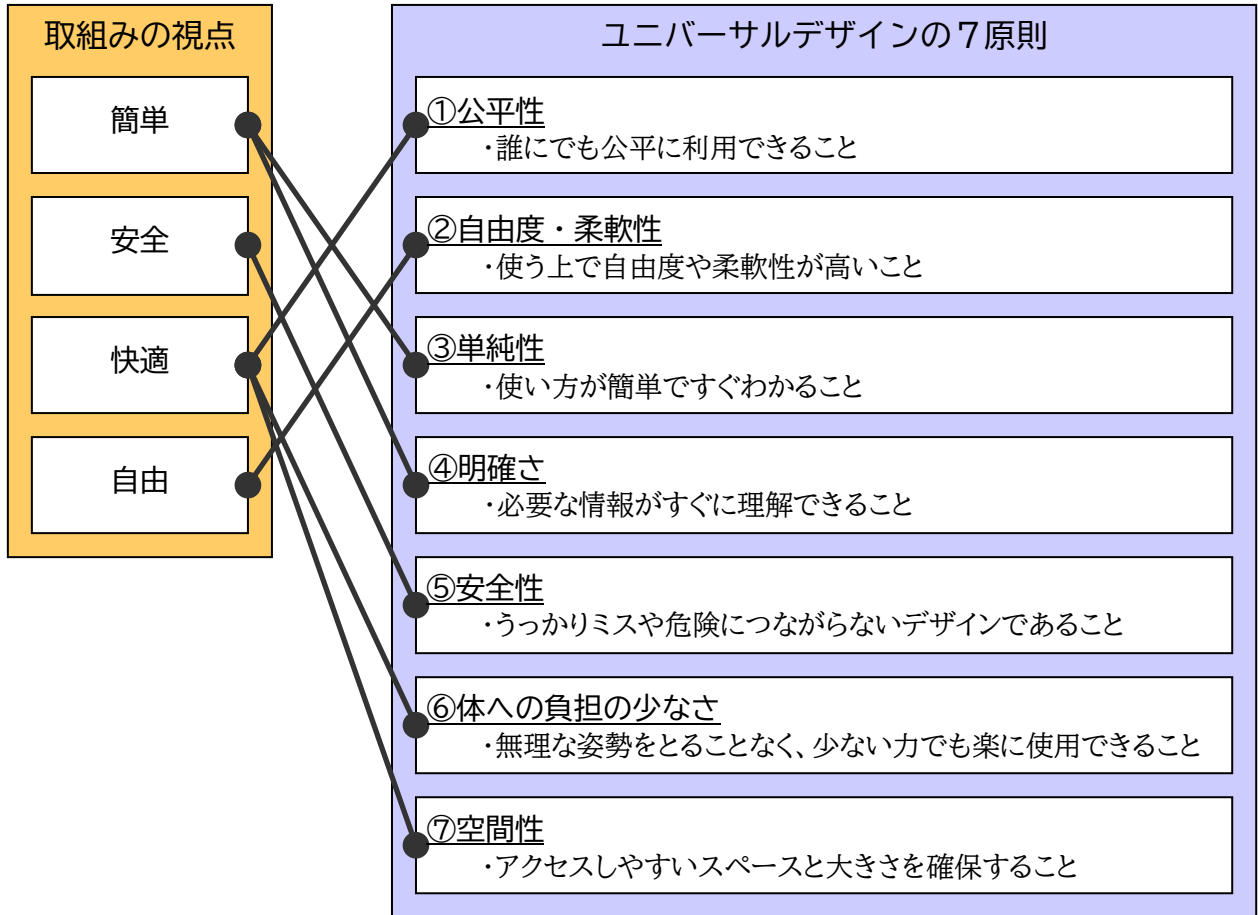 取組みの視点
簡単
安全
快適
自由
ユニバーサルデザインの7原則
①公平性
・誰にでも公平に利用できること
②自由度・柔軟性
・使う上で自由度や柔軟性が高いこと
③単純性
・使い方が簡単ですぐわかること
④明確さ
・必要な情報がすぐに理解できること
⑤安全性
・うっかりミスや危険につながらないデザインであること
⑥体への負担の少なさ
・無理な姿勢をとることなく、少ない力でも楽に使用できること
⑦空間性
・アクセスしやすいスペースと大きさを確保すること